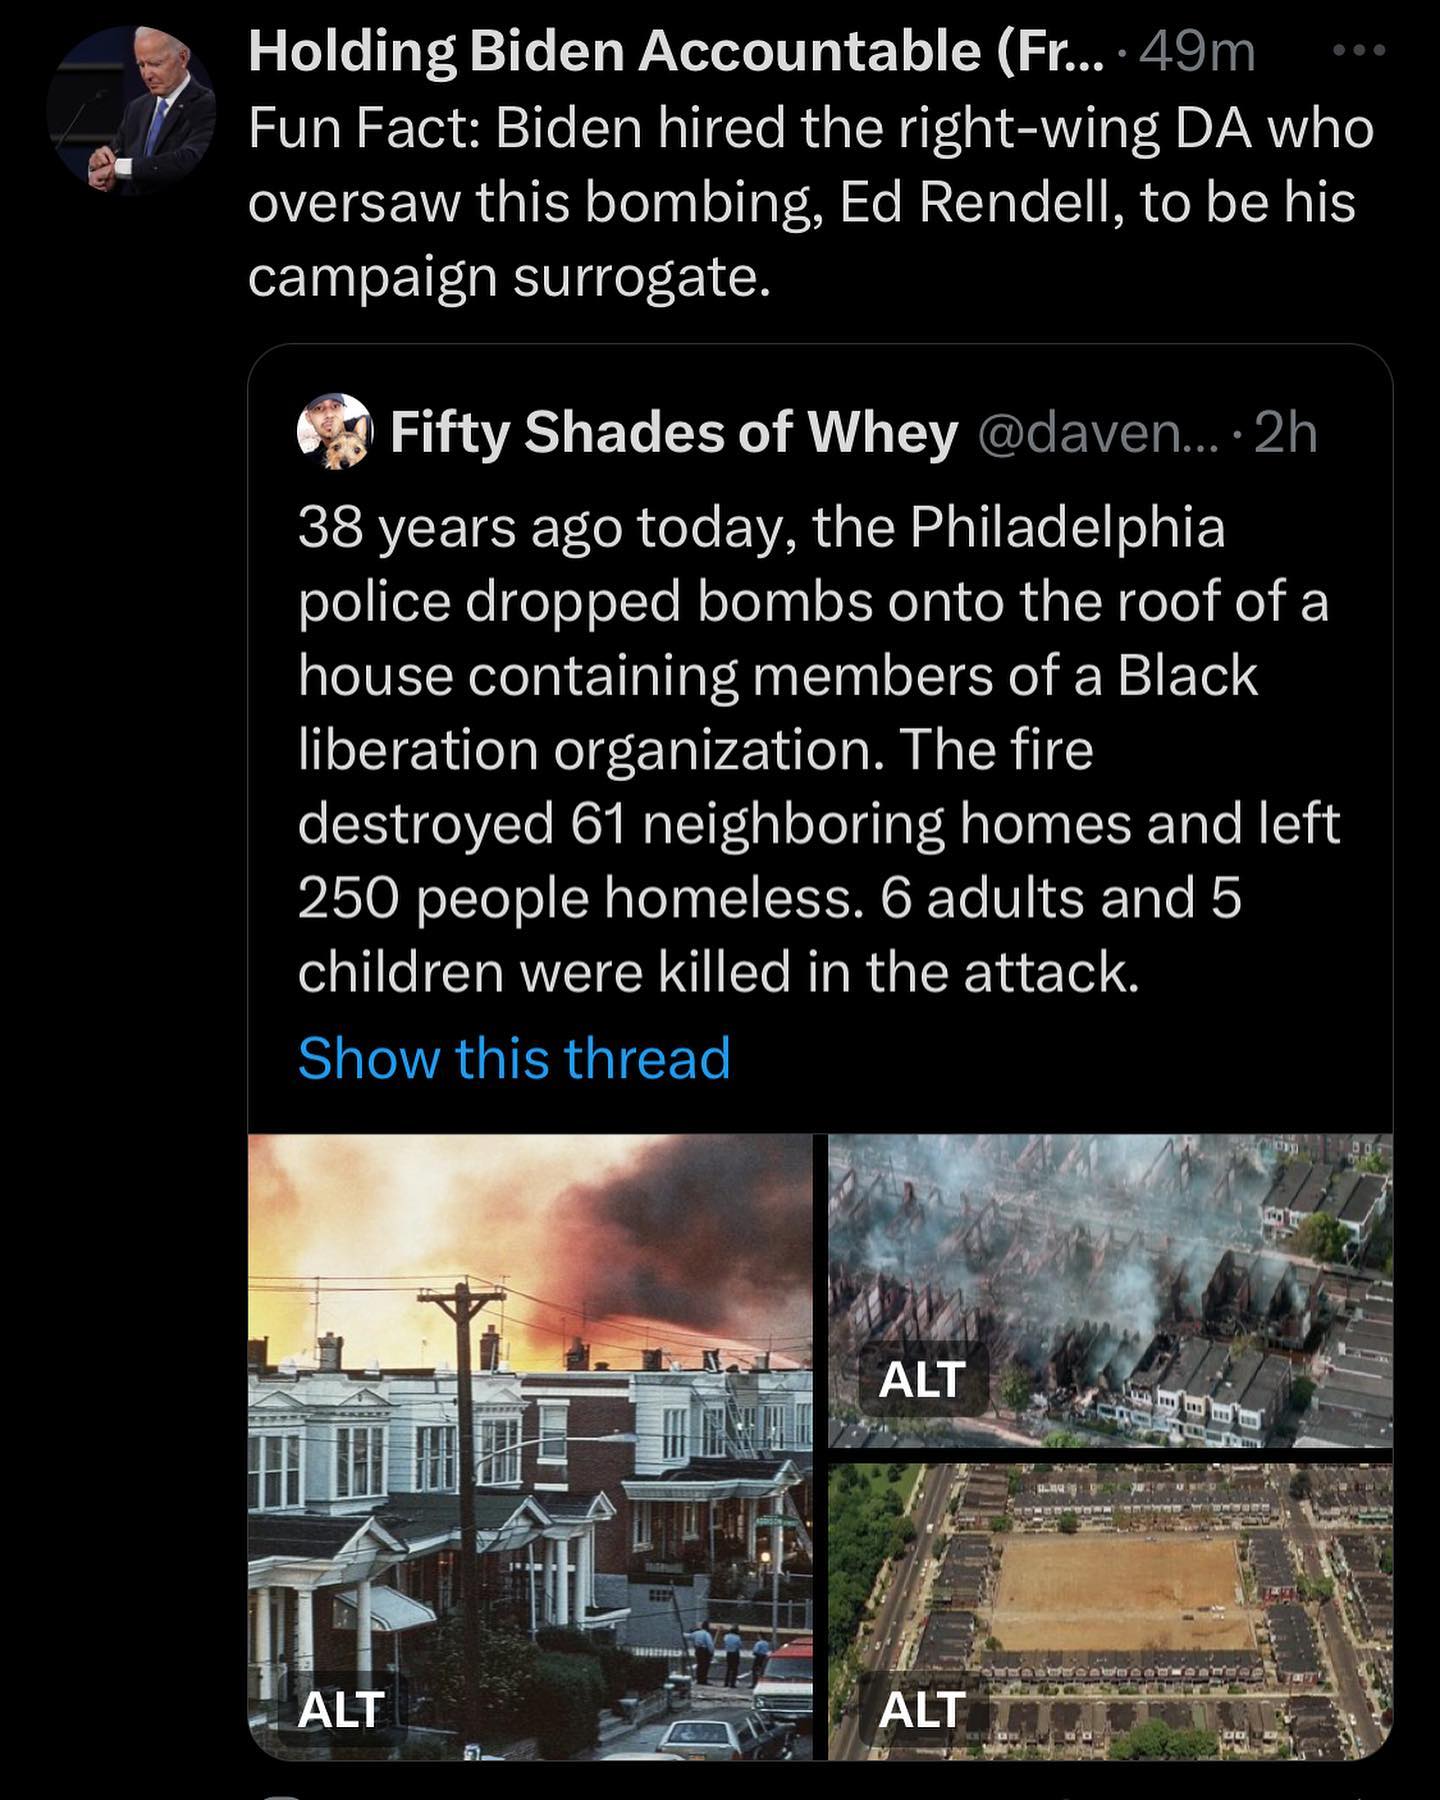 Holding Biden Accountable (Fr... · 49m
Fun Fact: Biden hired the right-wing DA who
oversaw this bombing, Ed Rendell, to be his
campaign surrogate.
Fifty Shades of Whey @daven... · 2h
38 years ago today, the Philadelphia
police dropped bombs onto the roof of a
house containing members of a Black
liberation organization. The fire
destroyed 61 neighboring homes and left
250 people homeless. 6 adults and 5
children were killed in the attack.
Show this thread
ALT
ALT
ALT